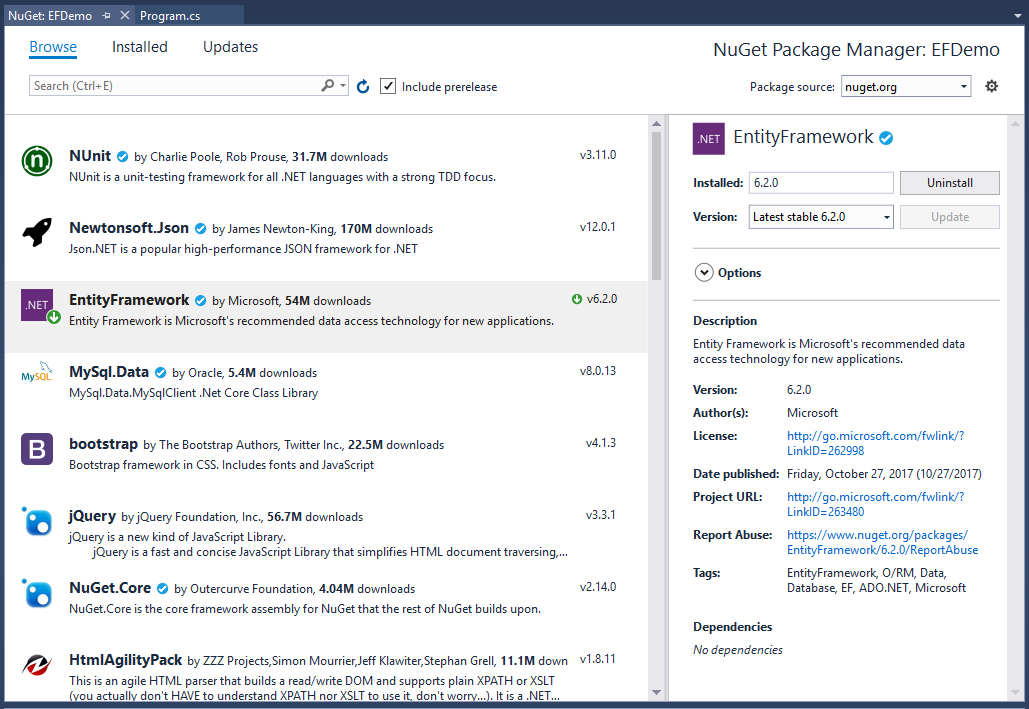 NuGet: EFDemo
Program.cs
Browse Installed Updates
NuGet Package Manager: EFDemo
Search (Ctrl+E)
Include prerelease
Package source: nuget.org
NUnit by Charlie Poole, Rob Prouse, 31.7M downloads v3.11.0
NUnit is a unit-testing framework for all .NET languages with a strong TDD focus.
Newtonsoft.Json by James Newton-King, 170M downloads v12.0.1
Json.NET is a popular high-performance JSON framework for .NET
.NET
EntityFramework by Microsoft, 54M downloads v6.2.0
Entity Framework is Microsoft's recommended data access technology for new applications.
MySQL
MySql.Data by Oracle, 5.4M downloads v8.0.13
MySql.Data.MySqlClient .Net Core Class Library
B
bootstrap by The Bootstrap Authors, Twitter Inc., 22.5M downloads v4.1.3
Bootstrap framework in CSS. Includes fonts and JavaScript
jQuery by jQuery Foundation, Inc., 56.7M downloads v3.3.1
jQuery is a new kind of JavaScript Library.
jQuery is a fast and concise JavaScript Library that simplifies HTML document traversing,...
NuGet.Core by Outercurve Foundation, 4.04M downloads v2.14.0
NuGet.Core is the core framework assembly for NuGet that the rest of NuGet builds upon.
HtmlAgilityPack by ZZZ Projects,Simon Mourrier,Jeff Klawiter,Stephan Grell, 11.1M down v1.8.11
This is an agile HTML parser that builds a read/write DOM and supports plain XPATH or XSLT
(you actually don't HAVE to understand XPATH nor XSLT to use it, don't worry...). It is a .NET...
.NET
EntityFramework
Installed: 6.2.0 Uninstall
Version: Latest stable 6.2.0 Update
Options
Description
Entity Framework is Microsoft's recommended data
access technology for new applications.
Version: 6.2.0
Author(s): Microsoft
License: http://go.microsoft.com/fwlink/?
LinkID=262998
Date published: Friday, October 27, 2017 (10/27/2017)
Project URL: http://go.microsoft.com/fwlink/?
LinkID=263480
Report Abuse: https://www.nuget.org/packages/
EntityFramework/6.2.0/ReportAbuse
Tags: EntityFramework, O/RM, Data,
Database, EF, ADO.NET, Microsoft
Dependencies
No dependencies